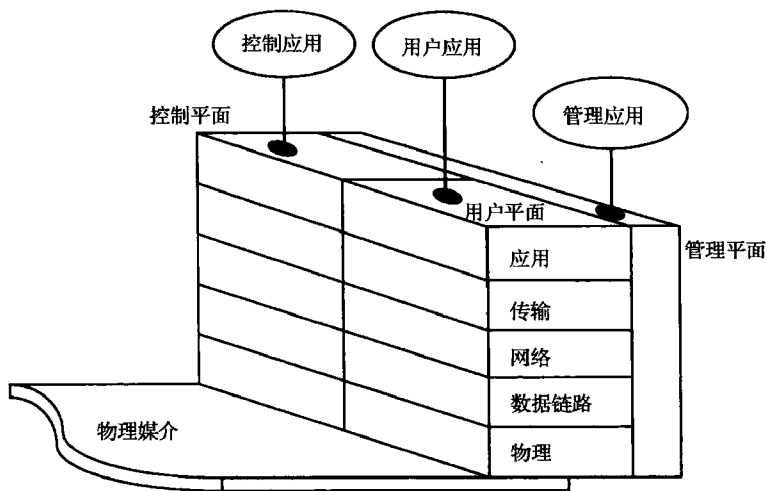 控制应用
用户应用
管理应用
控制平面
用户平面
管理平面
应用
传输
网络
数据链路
物理
物理媒介